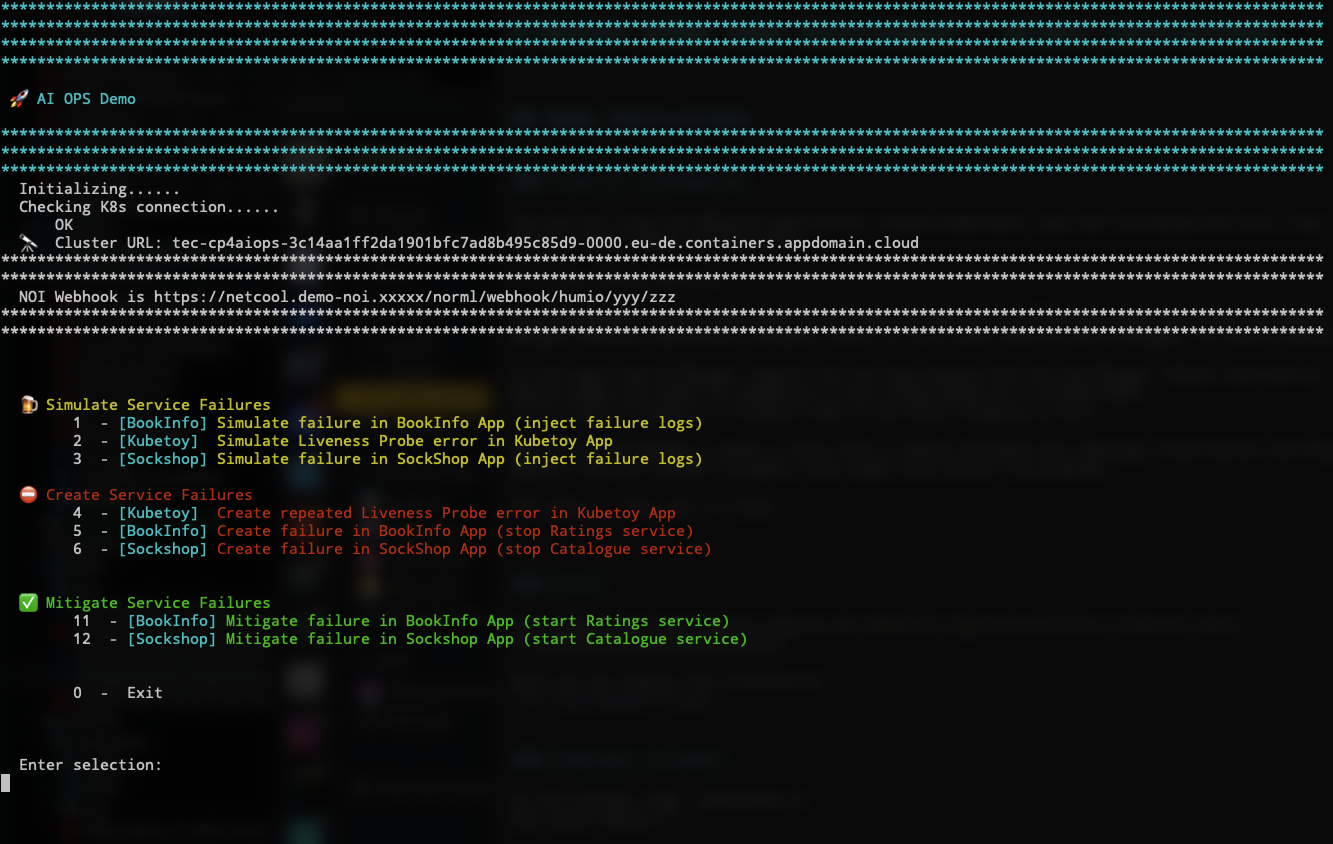 ***************************************************************************************************************************************************
***************************************************************************************************************************************************
***************************************************************************************************************************************************
***************************************************************************************************************************************************
🚀 AI OPS Demo
***************************************************************************************************************************************************
***************************************************************************************************************************************************
***************************************************************************************************************************************************
Initializing......
Checking K8s connection......
OK
🔭 Cluster URL: tec-cp4aiops-3c14aa1ff2da1901bfc7ad8b495c85d9-0000.eu-de.containers.appdomain.cloud
***************************************************************************************************************************************************
***************************************************************************************************************************************************
NOI Webhook is https://netcool.demo-noi.xxxxx/norml/webhook/humio/yyy/zzz
***************************************************************************************************************************************************
***************************************************************************************************************************************************
🍺 Simulate Service Failures
1 - [BookInfo] Simulate failure in BookInfo App (inject failure logs)
2 - [Kubetoy] Simulate Liveness Probe error in Kubetoy App
3 - [Sockshop] Simulate failure in SockShop App (inject failure logs)
⛔ Create Service Failures
4 - [Kubetoy] Create repeated Liveness Probe error in Kubetoy App
5 - [BookInfo] Create failure in BookInfo App (stop Ratings service)
6 - [Sockshop] Create failure in SockShop App (stop Catalogue service)
✅ Mitigate Service Failures
11 - [BookInfo] Mitigate failure in BookInfo App (start Ratings service)
12 - [Sockshop] Mitigate failure in Sockshop App (start Catalogue service)
0 - Exit
Enter selection: